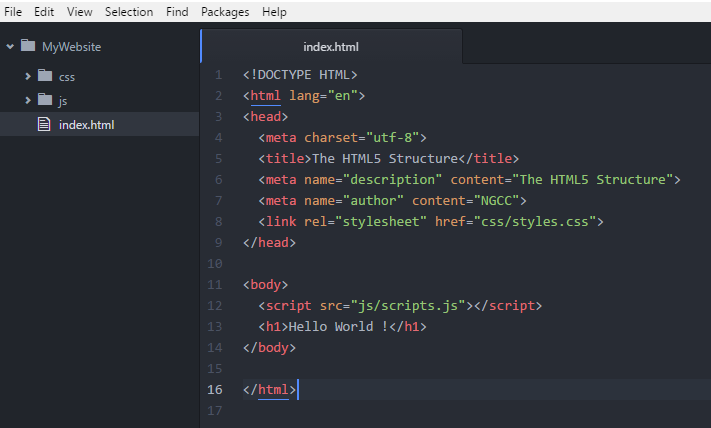 File Edit View Selection Find Packages Help
MyWebsite
css
js
index.html
index.html
1 <!DOCTYPE HTML>
2 <html lang="en">
3 <head>
4   <meta charset="utf-8">
5   <title>The HTML5 Structure</title>
6   <meta name="description" content="The HTML5 Structure">
7   <meta name="author" content="NGCC">
8   <link rel="stylesheet" href="css/styles.css">
9 </head>
10
11 <body>
12   <script src="js/scripts.js"></script>
13   <h1>Hello World !</h1>
14 </body>
15
16 </html>
17